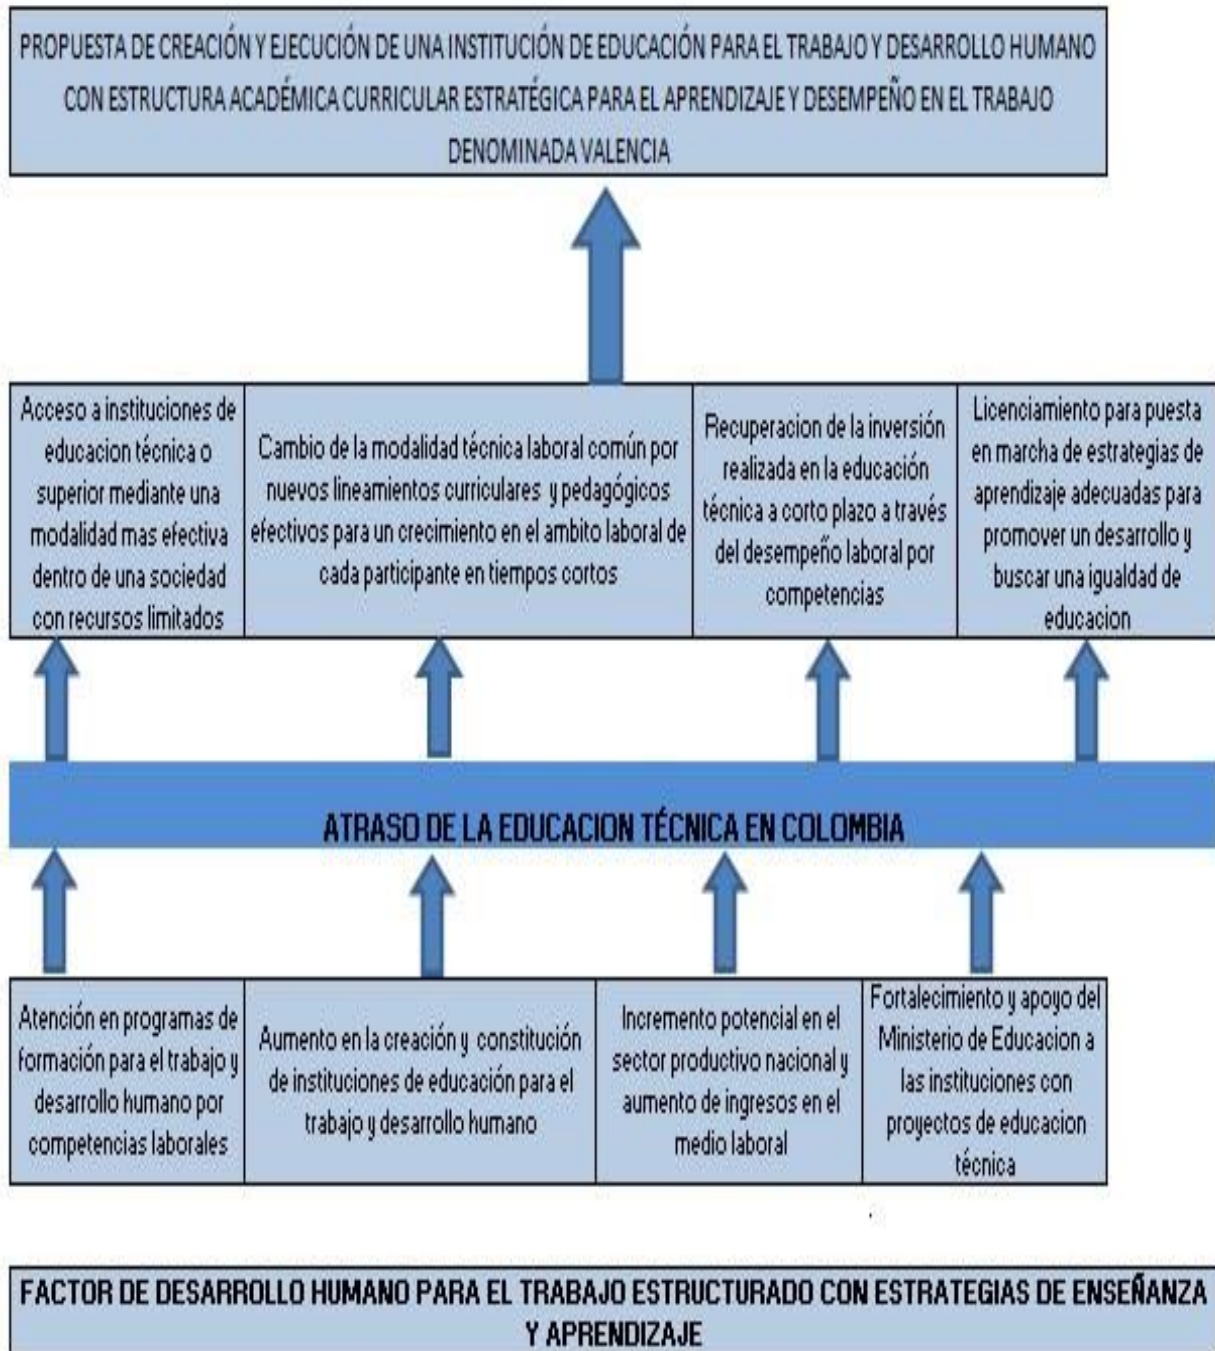 PROPUESTA DE CREACIÓN Y EJECUCIÓN DE UNA INSTITUCIÓN DE EDUCACIÓN PARA EL TRABAJO Y DESARROLLO HUMANO
CON ESTRUCTURA ACADÉMICA CURRICULAR ESTRATÉGICA PARA EL APRENDIZAJE Y DESEMPEÑO EN EL TRABAJO
DENOMINADA VALENCIA
Acceso a instituciones de
educacion técnica o
superior mediante una
modalidad mas efectiva
dentro de una sociedad
con recursos limitados
Cambio de la modalidad técnica laboral común por
nuevos lineamientos curriculares y pedagógicos
efectivos para un crecimiento en el ambito laboral de
cada participante en tiempos cortos
Recuperacion de la inversión
realizada en la educación
técnica a corto plazo a través
del desempeño laboral por
competencias
Licenciamiento para puesta
en marcha de estrategias de
aprendizaje adecuadas para
promover un desarrollo y
buscar una igualdad de
educacion
ATRASO DE LA EDUCACION TÉCNICA EN COLOMBIA
Atención en programas de
formación para el trabajo y
desarrollo humano por
competencias laborales
Aumento en la creación y constitución
de instituciones de educación para el
trabajo y desarrollo humano
Incremento potencial en el
sector productivo nacional y
aumento de ingresos en el
medio laboral
Fortalecimiento y apoyo del
Ministerio de Educacion a
las instituciones con
proyectos de educacion
técnica
FACTOR DE DESARROLLO HUMANO PARA EL TRABAJO ESTRUCTURADO CON ESTRATEGIAS DE ENSEÑANZA
Y APRENDIZAJE